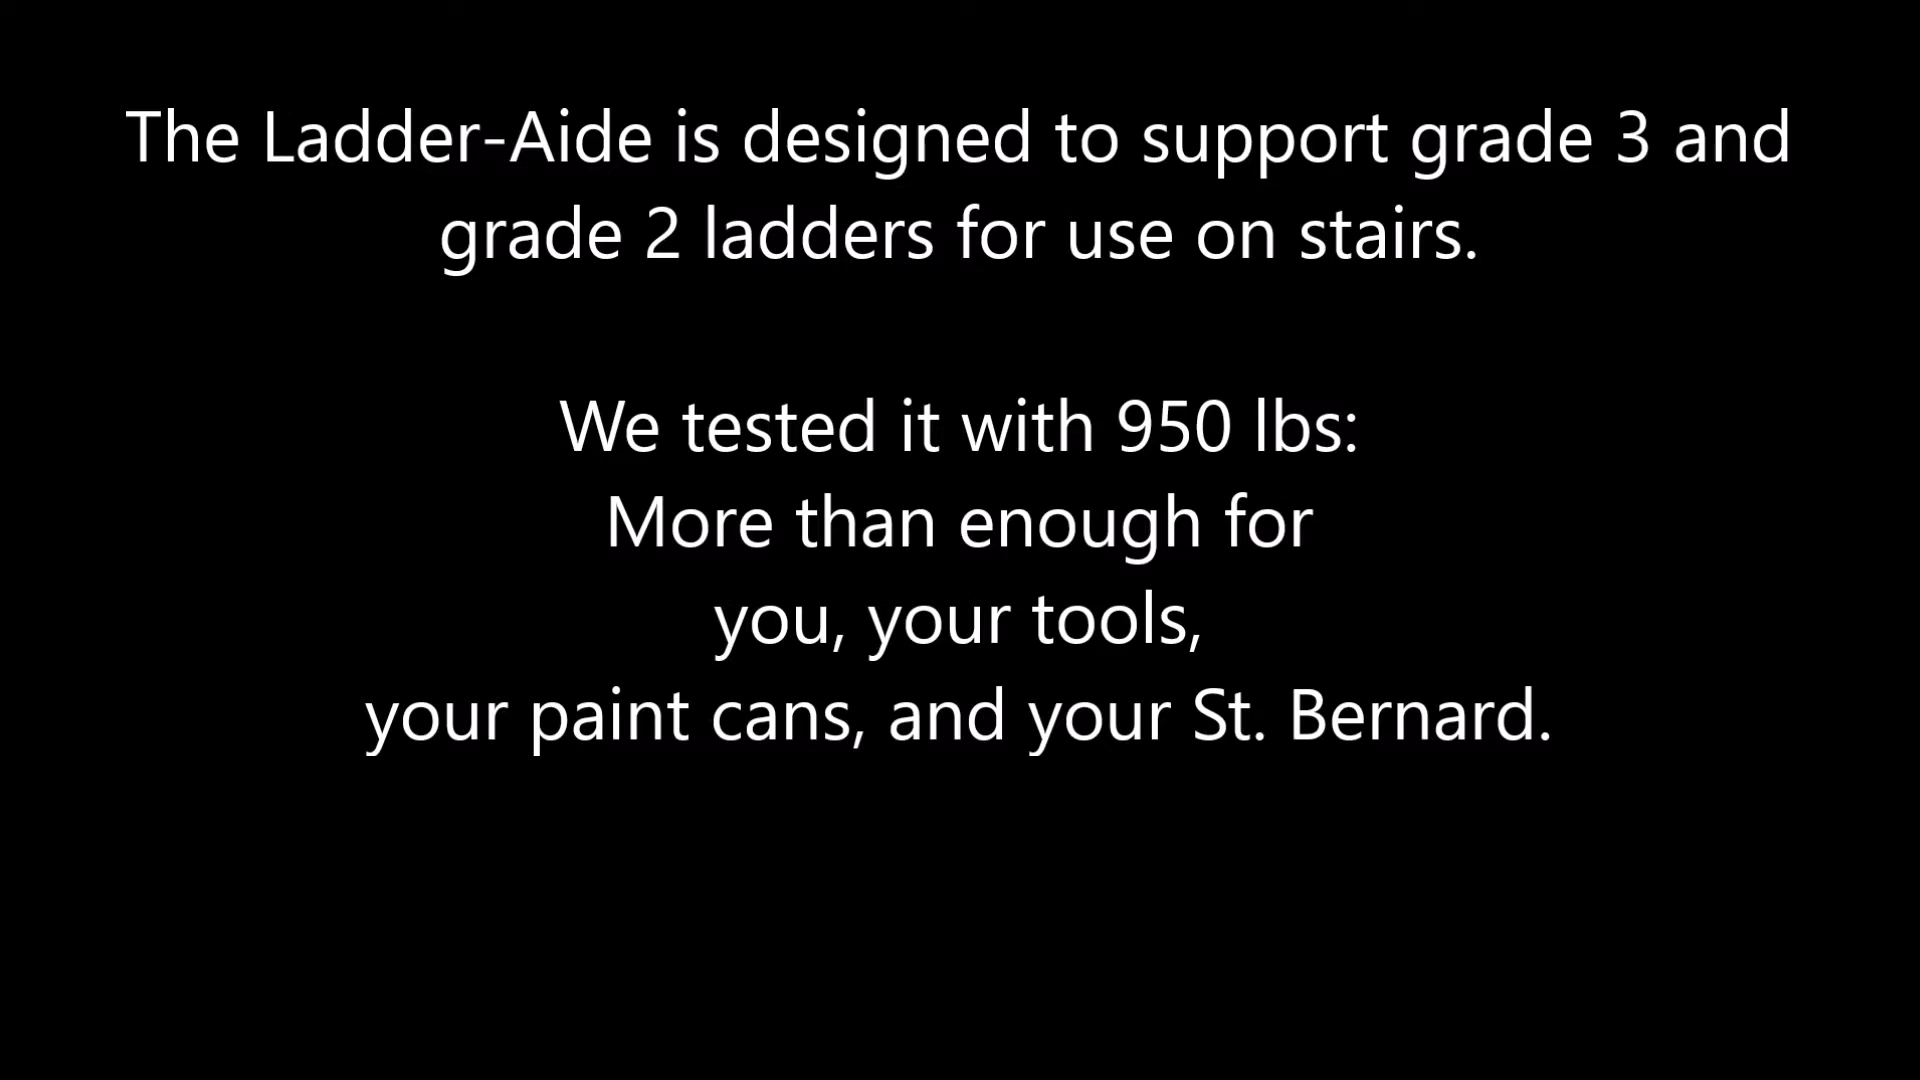 The Ladder-Aide is designed to support grade 3 and
grade 2 ladders for use on stairs.
We tested it with 950 lbs:
More than enough for
you, your tools,
your paint cans, and your St. Bernard.